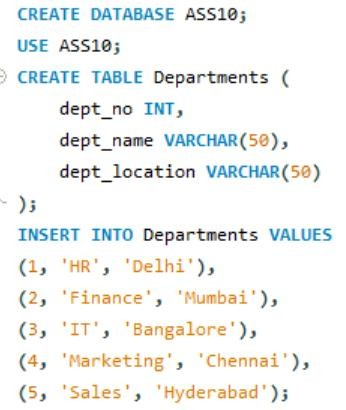 CREATE DATABASE ASS10;
USE ASS10;
CREATE TABLE Departments (
dept_no INT,
dept_name VARCHAR(50),
dept_location VARCHAR(50)
);
INSERT INTO Departments VALUES
(1, 'HR', 'Delhi'),
(2, 'Finance', 'Mumbai'),
(3, 'IT', 'Bangalore'),
(4, 'Marketing', 'Chennai'),
(5, 'Sales', 'Hyderabad');